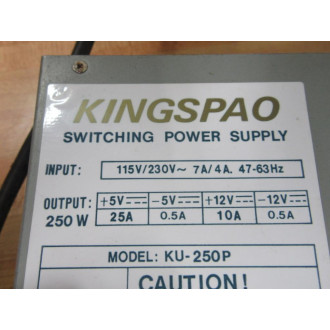 KINGSPAO
SWITCHING POWER SUPPLY
INPUT: 115V/230V~ 7A/4A. 47-63Hz
OUTPUT: +5V⎓ -5V⎓ +12V⎓ -12V⎓
250W 25A 0.5A 10A 0.5A
MODEL: KU-250P
CAUTION!